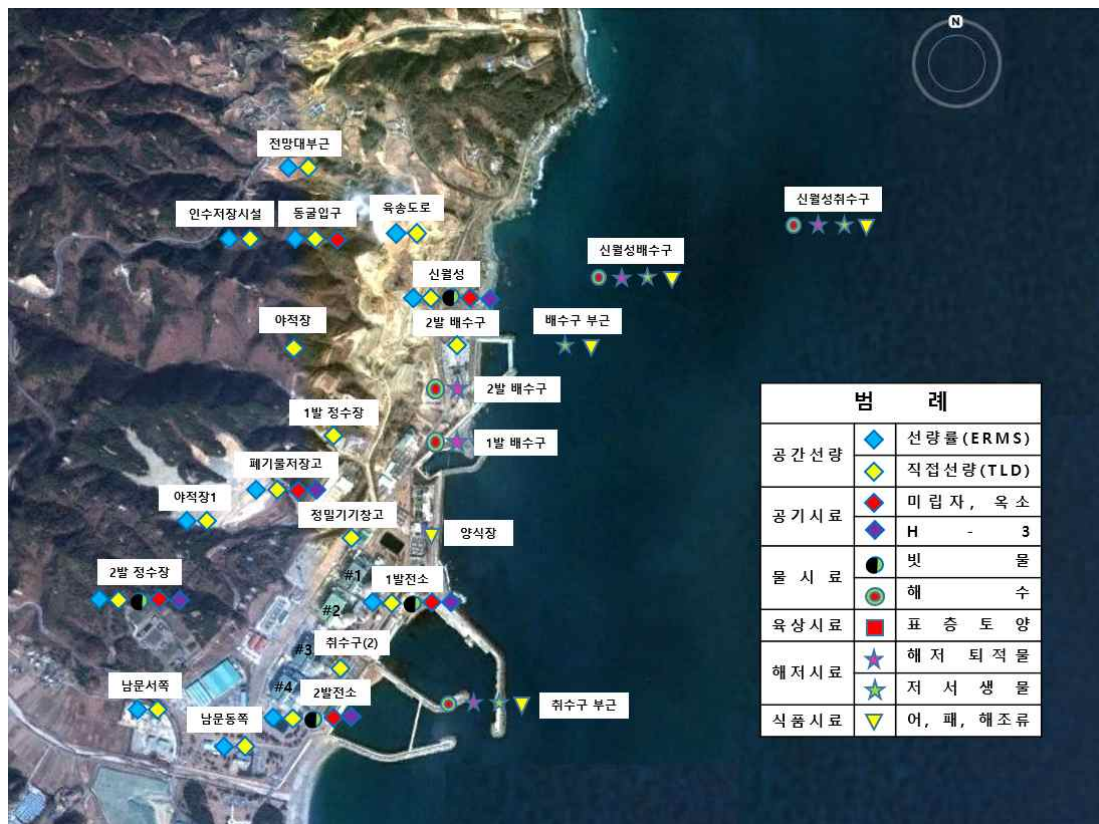 N
전망대부근
신월성취수구
인수저장시설
동굴입구
육송도로
신월성배수구
신월성
야적장
2발 배수구
배수구 부근
2발 배수구
1발 정수장
1발 배수구
폐기물저장고
야적장1
정밀기기창고
양식장
2발 정수장
#1
1발전소
#2
취수구(2)
#3
남문서쪽
#4
2발전소
남문동쪽
취수구 부근
범 례
공간선량
선량률(ERMS)
직접선량(TLD)
공기시료
미립자, 옥소
H - 3
물 시료
빗 물
해 수
육상시료
표 층 토 양
해저시료
해 저 퇴 적 물
저 서 생 물
식품시료
어, 패, 해조류